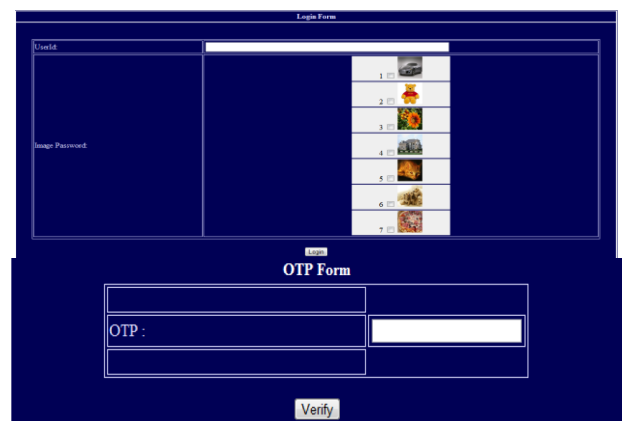 Login Form
UserId:
1
2
3
Image Password:
4
5
6
7
Login
OTP Form
OTP :
Verify